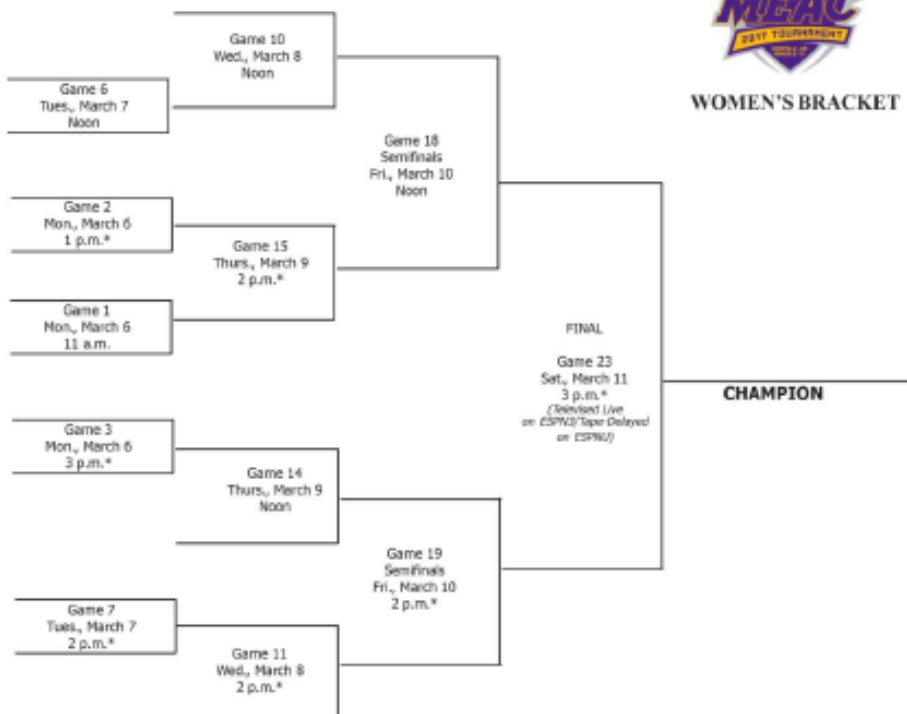 MEAC
2017 TOURNAMENT
WOMEN'S BRACKET
Game 10
Wed., March 8
Noon
Game 6
Tues., March 7
Noon
Game 18
Semifinals
Fri., March 10
Noon
Game 2
Mon., March 6
1 p.m.*
Game 15
Thurs., March 9
2 p.m.*
Game 1
Mon., March 6
11 a.m.
FINAL
Game 23
Sat., March 11
3 p.m.*
(Televised Live
on ESPN3/Tape Delayed
on ESPNU)
CHAMPION
Game 3
Mon., March 6
3 p.m.*
Game 14
Thurs., March 9
Noon
Game 19
Semifinals
Fri., March 10
2 p.m.*
Game 7
Tues., March 7
2 p.m.*
Game 11
Wed., March 8
2 p.m.*